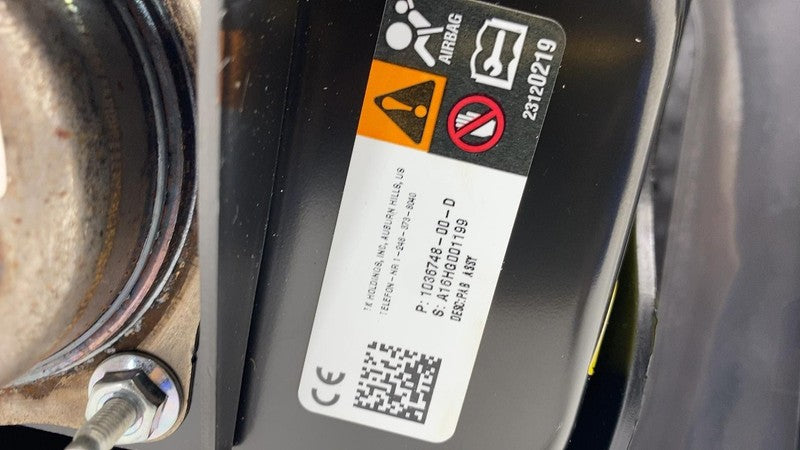 AIRBAG
23120219
TK HOLDINGS, INC, AUBURN HILLS, US
TELEFON-NR 1-248-373-8040
P: 1036748-00-D
S: A16HG001199
DESC:PAB ASSY
CE